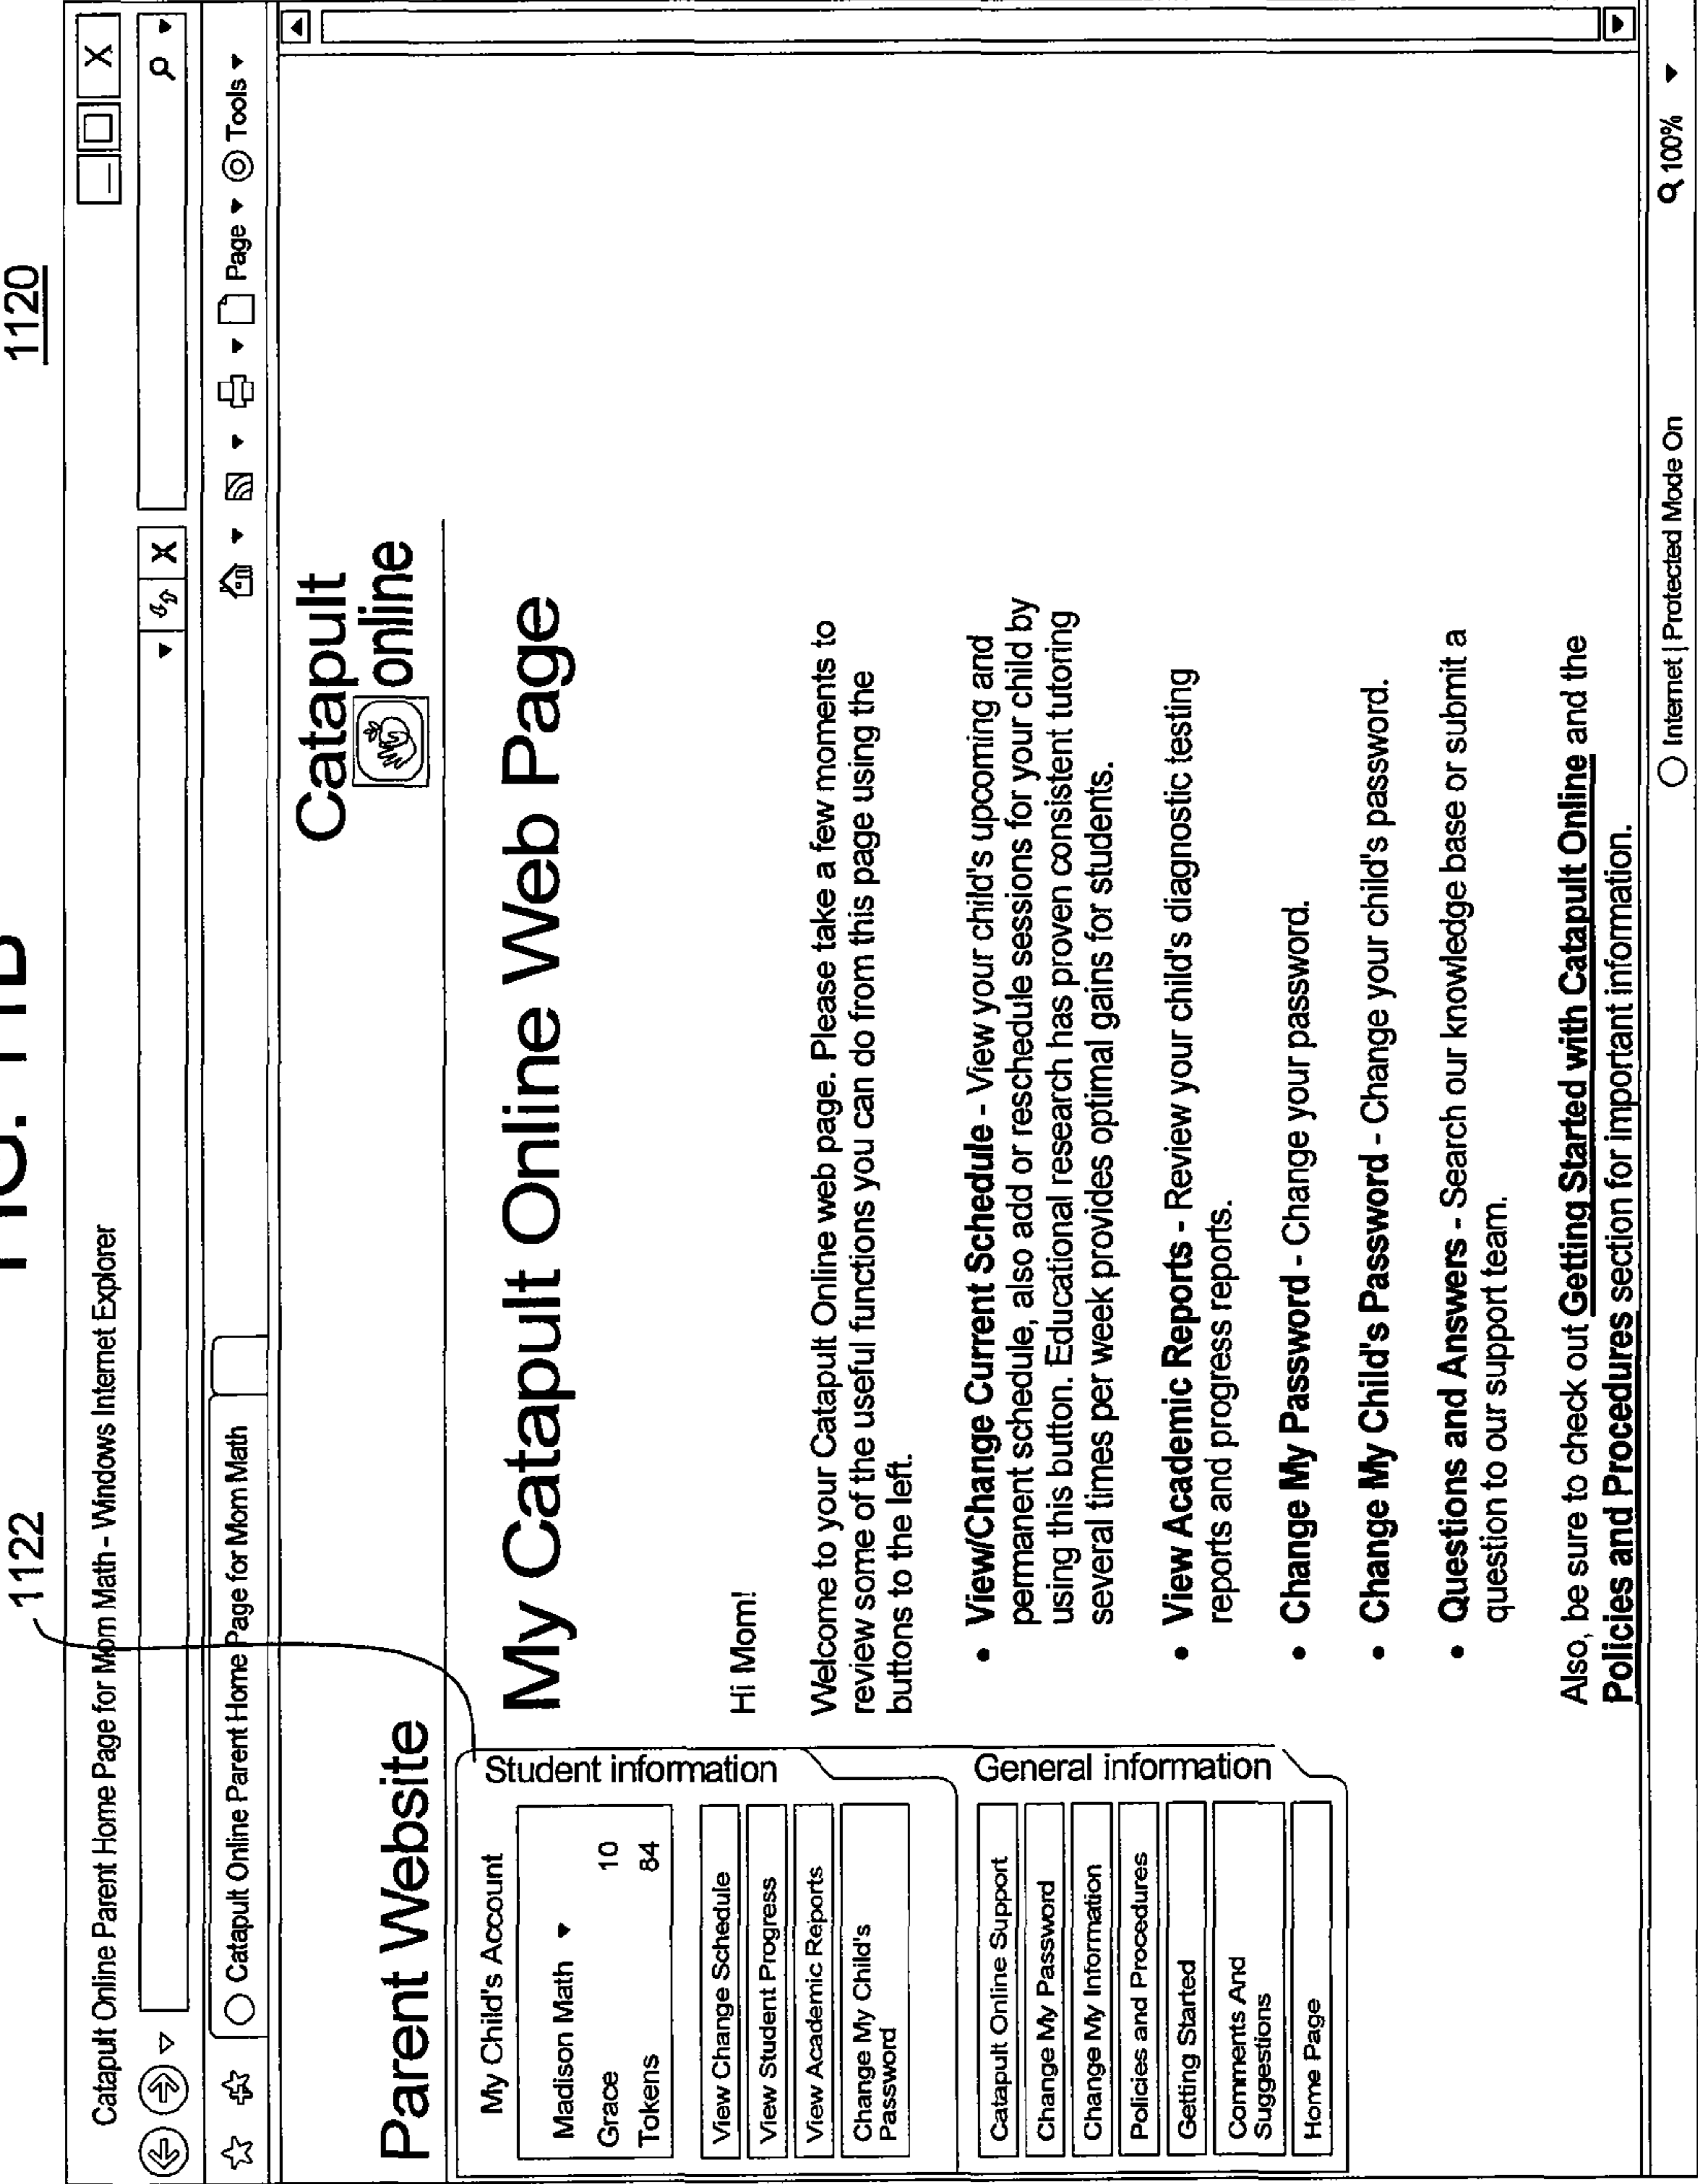 FIG. 11B
1120
1122
Catapult Online Parent Home Page for Mom Math - Windows Internet Explorer
X
X
Catapult Online Parent Home Page for Mom Math
Page
Tools
Catapult
online
Parent Website
My Child's Account
Madison Math
Grace 10
Tokens 84
Student information
View Change Schedule
View Student Progress
View Academic Reports
Change My Child's
Password
General information
Catapult Online Support
Change My Password
Change My Information
Policies and Procedures
Getting Started
Comments And
Suggestions
Home Page
My Catapult Online Web Page
Hi Mom!
Welcome to your Catapult Online web page. Please take a few moments to
review some of the useful functions you can do from this page using the
buttons to the left.
• View/Change Current Schedule - View your child's upcoming and
permanent schedule, also add or reschedule sessions for your child by
using this button. Educational research has proven consistent tutoring
several times per week provides optimal gains for students.
• View Academic Reports - Review your child's diagnostic testing
reports and progress reports.
• Change My Password - Change your password.
• Change My Child's Password - Change your child's password.
• Questions and Answers - Search our knowledge base or submit a
question to our support team.
Also, be sure to check out Getting Started with Catapult Online and the
Policies and Procedures section for important information.
Internet | Protected Mode On
100%